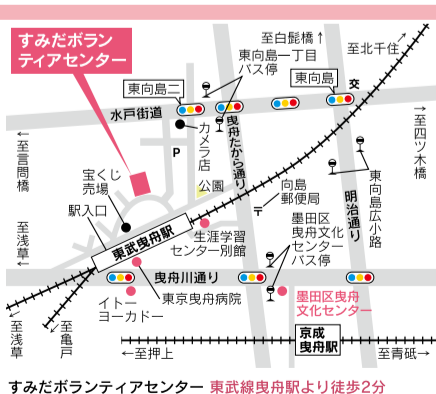 すみだボラン
ティアセンター
至白髭橋↑
至北千住
東向島一丁目
バス停
東向島二
東向島
交
水戸街道
カメラ
店
P
曳舟たから通り
←至言問橋
→至四ツ木橋
宝くじ
売場
公園
向島
郵便局
〒
明治通り
東向島広小路
駅入口
←至浅草
東武曳舟駅
生涯学習
センター別館
墨田区
曳舟文化
センター
バス停
曳舟川通り
イトー
ヨーカドー
東京曳舟病院
墨田区曳舟
文化センター
←至浅草
←至亀戸
←至押上
京成
曳舟駅
至青砥→
すみだボランティアセンター 東武線曳舟駅より徒歩2分